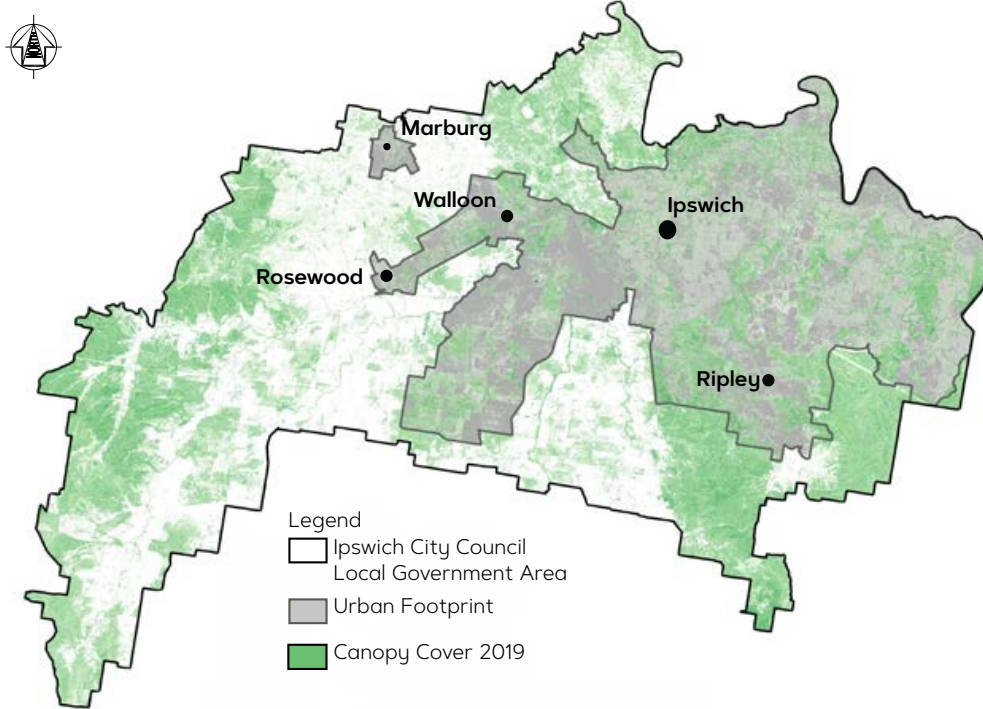 Marburg
Walloon
Ipswich
Rosewood
Ripley
Legend
Ipswich City Council
Local Government Area
Urban Footprint
Canopy Cover 2019